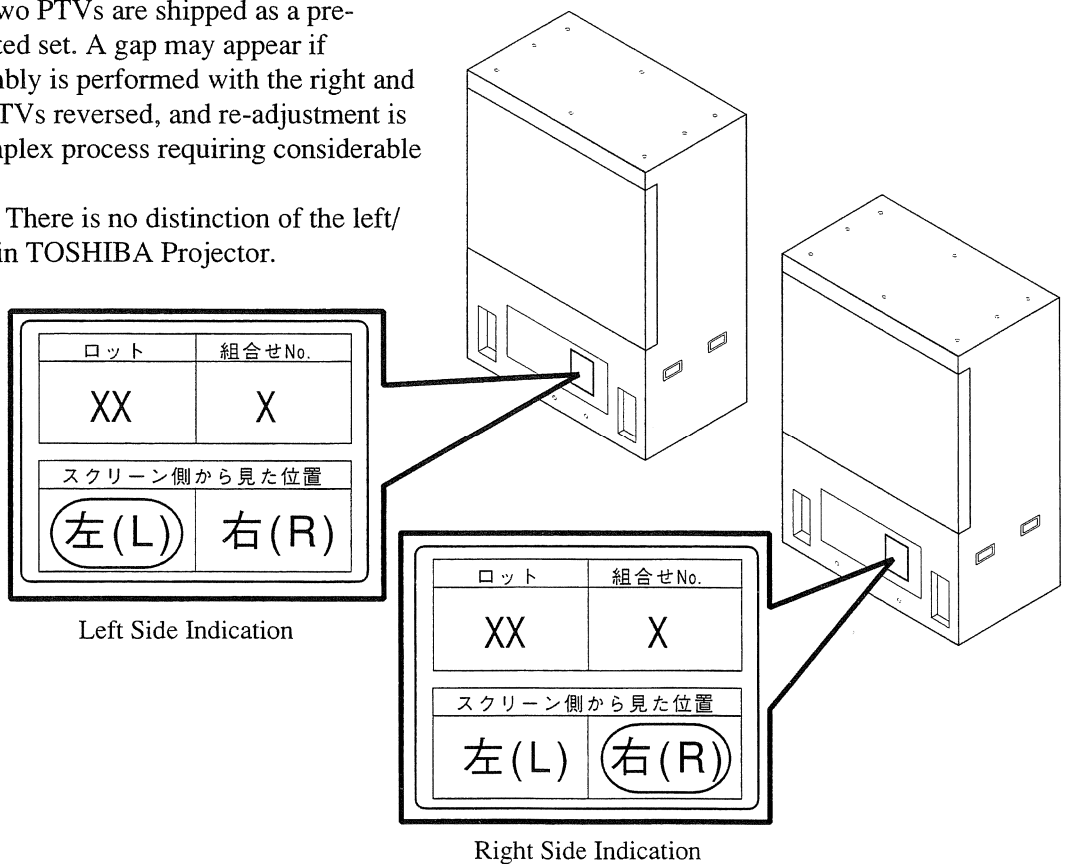 wo PTVs are shipped as a pre-
ted set. A gap may appear if
bly is performed with the right and
TVs reversed, and re-adjustment is
plex process requiring considerable
There is no distinction of the left/
in TOSHIBA Projector.
ロット 組合せNo.
XX X
スクリーン側から見た位置
左(L) 右(R)
Left Side Indication
ロット 組合せNo.
XX X
スクリーン側から見た位置
左(L) 右(R)
Right Side Indication